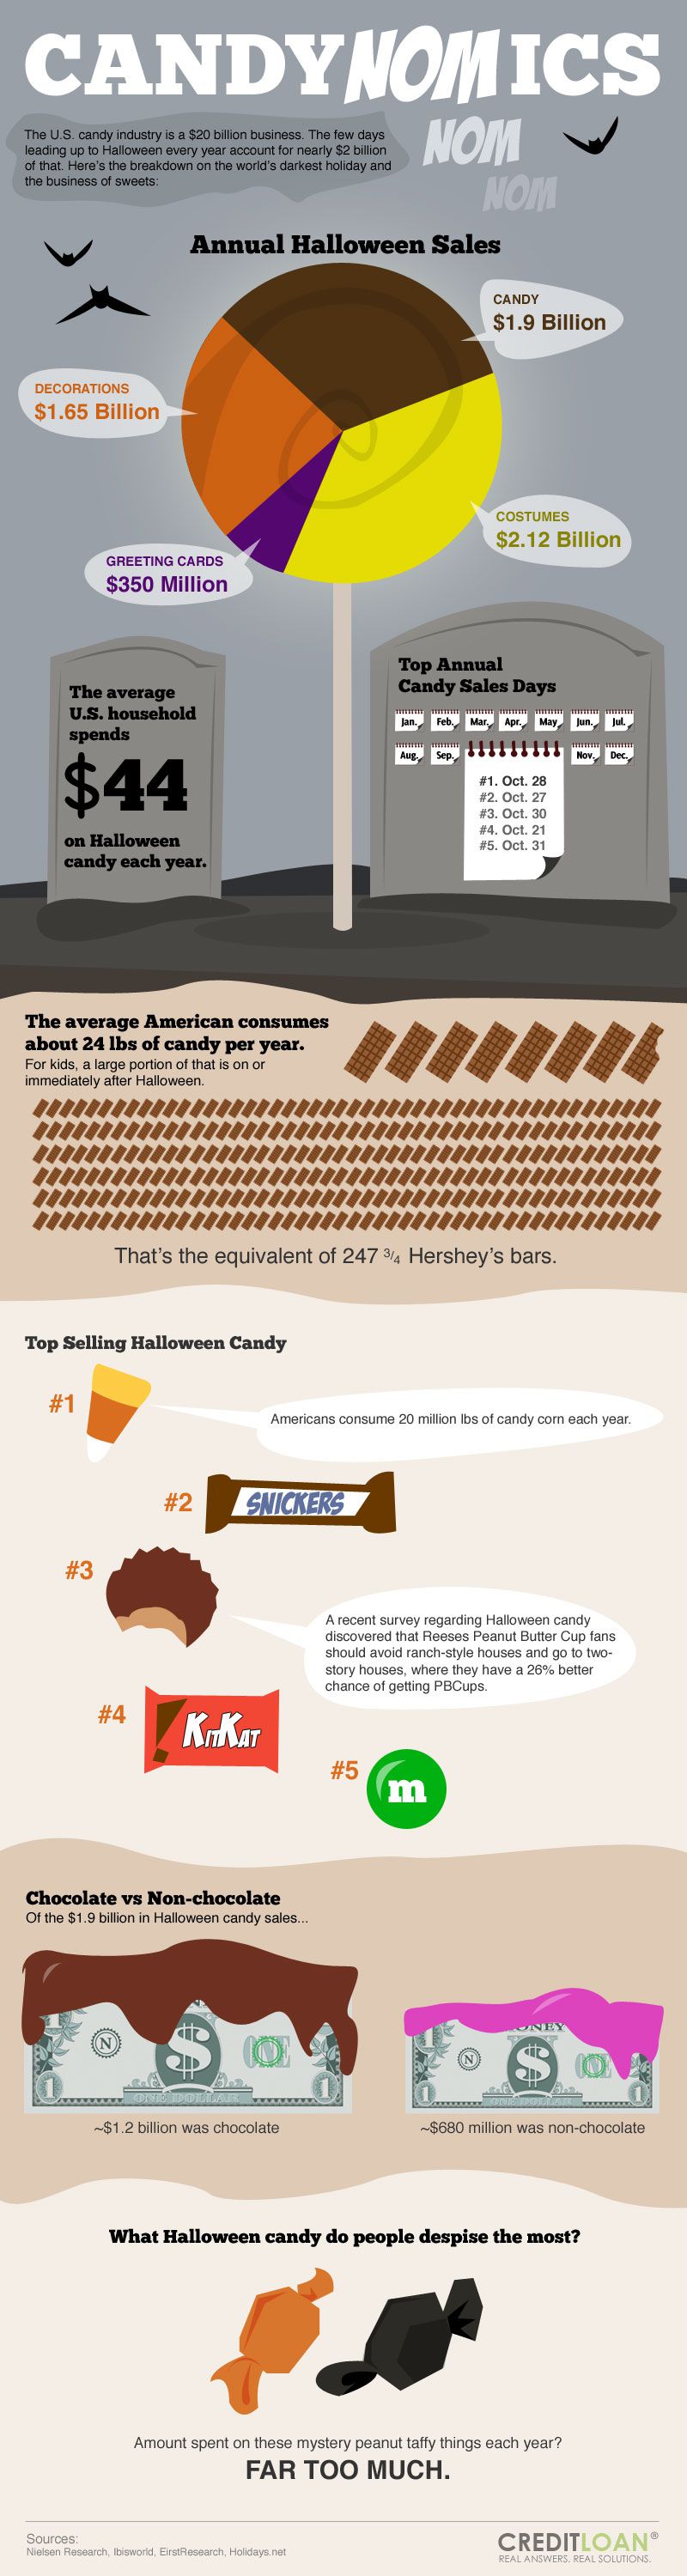 CANDYNOMICS
NOM
NOM
The U.S. candy industry is a $20 billion business. The few days
leading up to Halloween every year account for nearly $2 billion
of that. Here's the breakdown on the world's darkest holiday and
the business of sweets:
Annual Halloween Sales
CANDY
$1.9 Billion
DECORATIONS
$1.65 Billion
COSTUMES
$2.12 Billion
GREETING CARDS
$350 Million
The average
U.S. household
spends
$44
on Halloween
candy each year.
Top Annual
Candy Sales Days
Jan. Feb. Mar. Apr. May Jun. Jul.
Aug. Sep. Nov. Dec.
#1. Oct. 28
#2. Oct. 27
#3. Oct. 30
#4. Oct. 21
#5. Oct. 31
The average American consumes
about 24 lbs of candy per year.
For kids, a large portion of that is on or
immediately after Halloween.
That's the equivalent of 247 3/4 Hershey's bars.
Top Selling Halloween Candy
#1
Americans consume 20 million lbs of candy corn each year.
#2
SNICKERS
#3
A recent survey regarding Halloween candy
discovered that Reeses Peanut Butter Cup fans
should avoid ranch-style houses and go to two-
story houses, where they have a 26% better
chance of getting PBCups.
#4
KITKAT
#5
m
Chocolate vs Non-chocolate
Of the $1.9 billion in Halloween candy sales...
N
$
ONE
1
1
ONE DOLLAR
1
ONEY
N
$
ONE
1
1
~$1.2 billion was chocolate
~$680 million was non-chocolate
What Halloween candy do people despise the most?
Amount spent on these mystery peanut taffy things each year?
FAR TOO MUCH.
Sources:
Nielsen Research, Ibisworld, EirstResearch, Holidays.net
CREDITLOAN®
REAL ANSWERS. REAL SOLUTIONS.